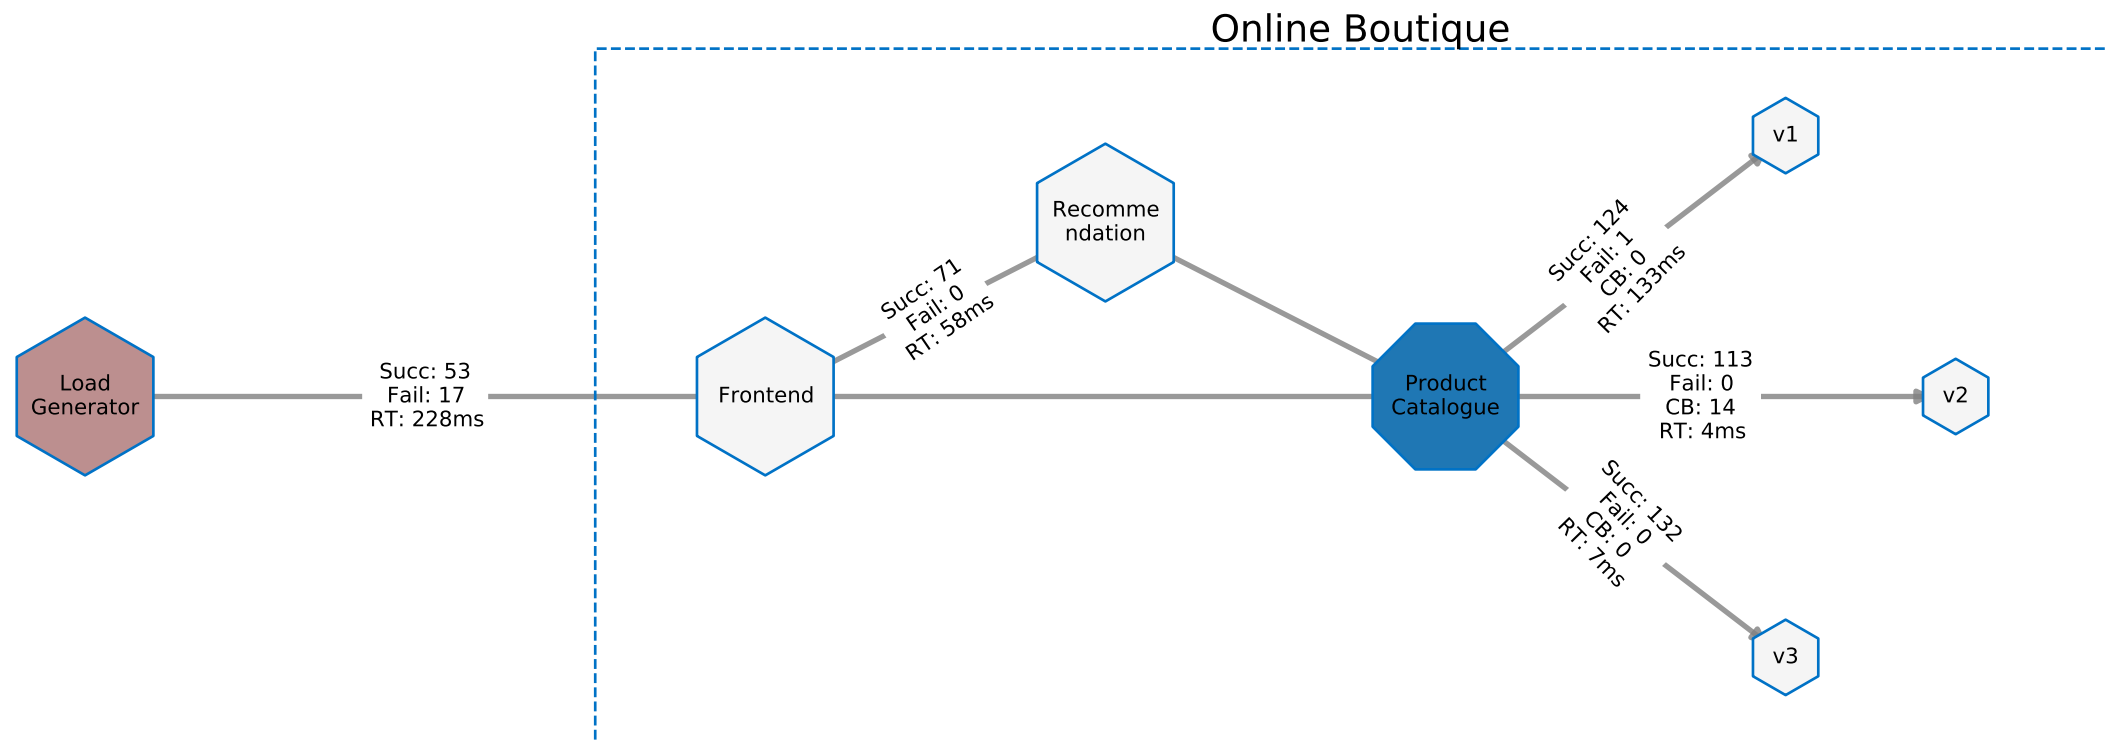 Online Boutique
Load
Generator
Succ: 53
Fail: 17
RT: 228ms
Frontend
Succ: 71
Fail: 0
RT: 58ms
Recomme
ndation
Product
Catalogue
Succ: 124
Fail: 1
CB: 0
RT: 133ms
v1
Succ: 113
Fail: 0
CB: 14
RT: 4ms
v2
Succ: 132
Fail: 0
CB: 0
RT: 7ms
v3